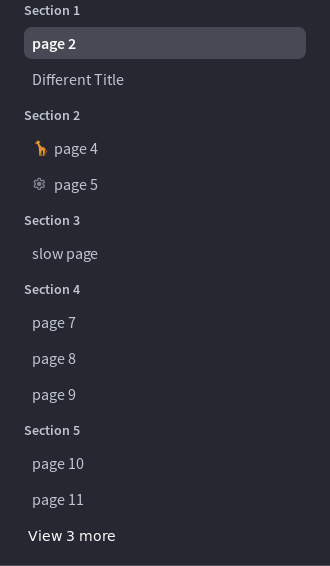 Section 1
page 2
Different Title
Section 2
page 4
page 5
Section 3
slow page
Section 4
page 7
page 8
page 9
Section 5
page 10
page 11
View 3 more